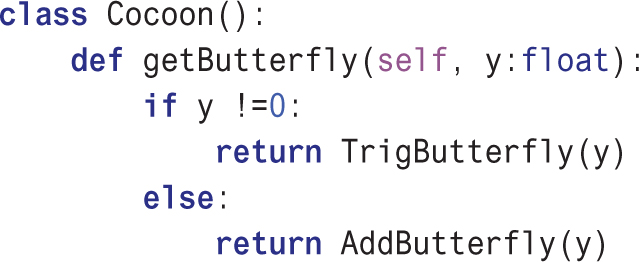 class Cocoon():
    def getButterfly(self, y:float):
        if y !=0:
            return TrigButterfly(y)
        else:
            return AddButterfly(y)